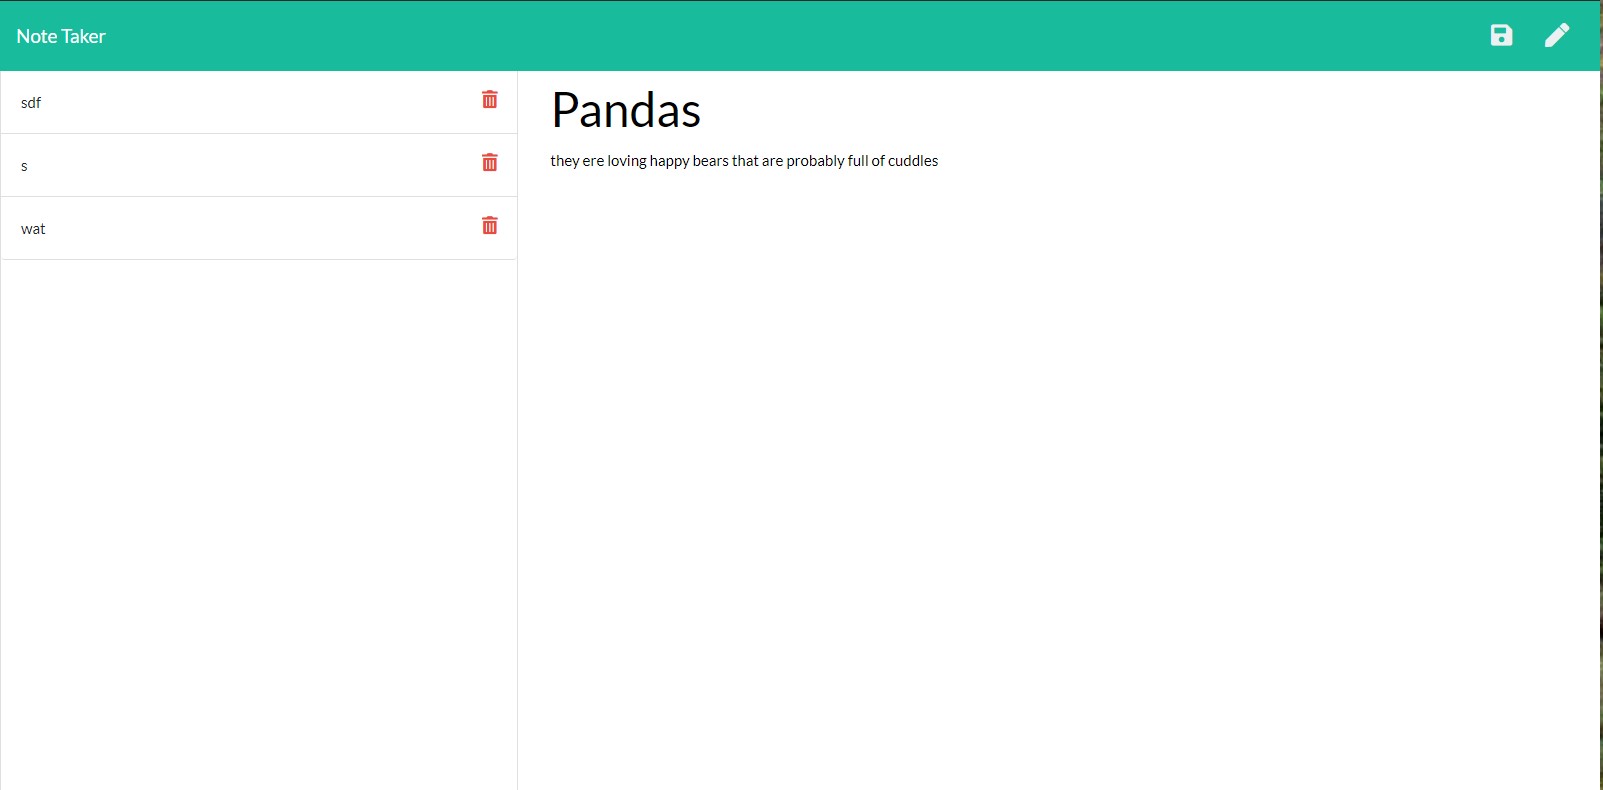 Note Taker
sdf
s
wat
Pandas
they ere loving happy bears that are probably full of cuddles